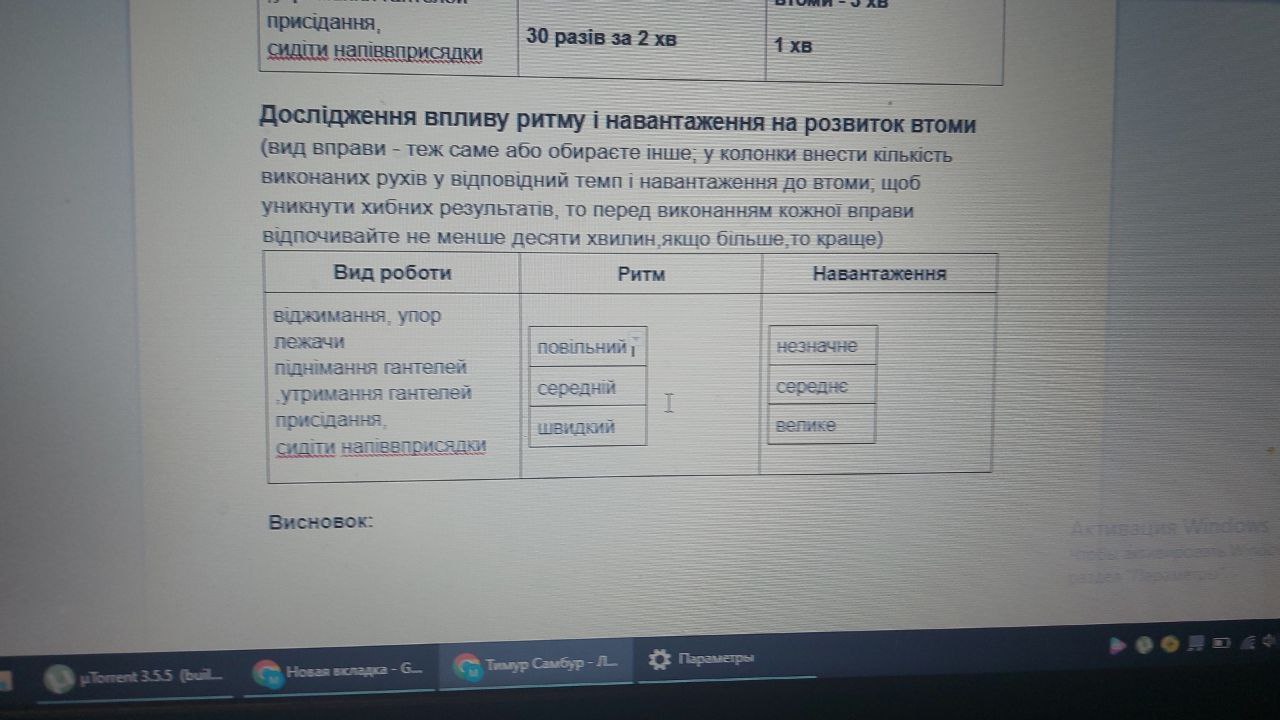 присідання,
сидіти напіввприсядки
30 разів за 2 хв
втоми - 3 хв
1 хв
Дослідження впливу ритму і навантаження на розвиток втоми
(вид вправи - теж саме або обираєте інше; у колонки внести кількість
виконаних рухів у відповідний темп і навантаження до втоми; щоб
уникнути хибних результатів, то перед виконанням кожної вправи
відпочивайте не менше десяти хвилин,якщо більше,то краще)
Вид роботи
Ритм
Навантаження
віджимання, упор
лежачи
піднімання гантелей
,утримання гантелей
присідання,
сидіти напіввприсядки
повільний
середній
швидкий
незначне
середнє
велике
Висновок:
Активация Windows
Чтобы активировать Windo
раздел "Параметры".
µTorrent 3.5.5 (buil...
Новая вкладка - G...
Тимур Самбур - Л...
Параметры